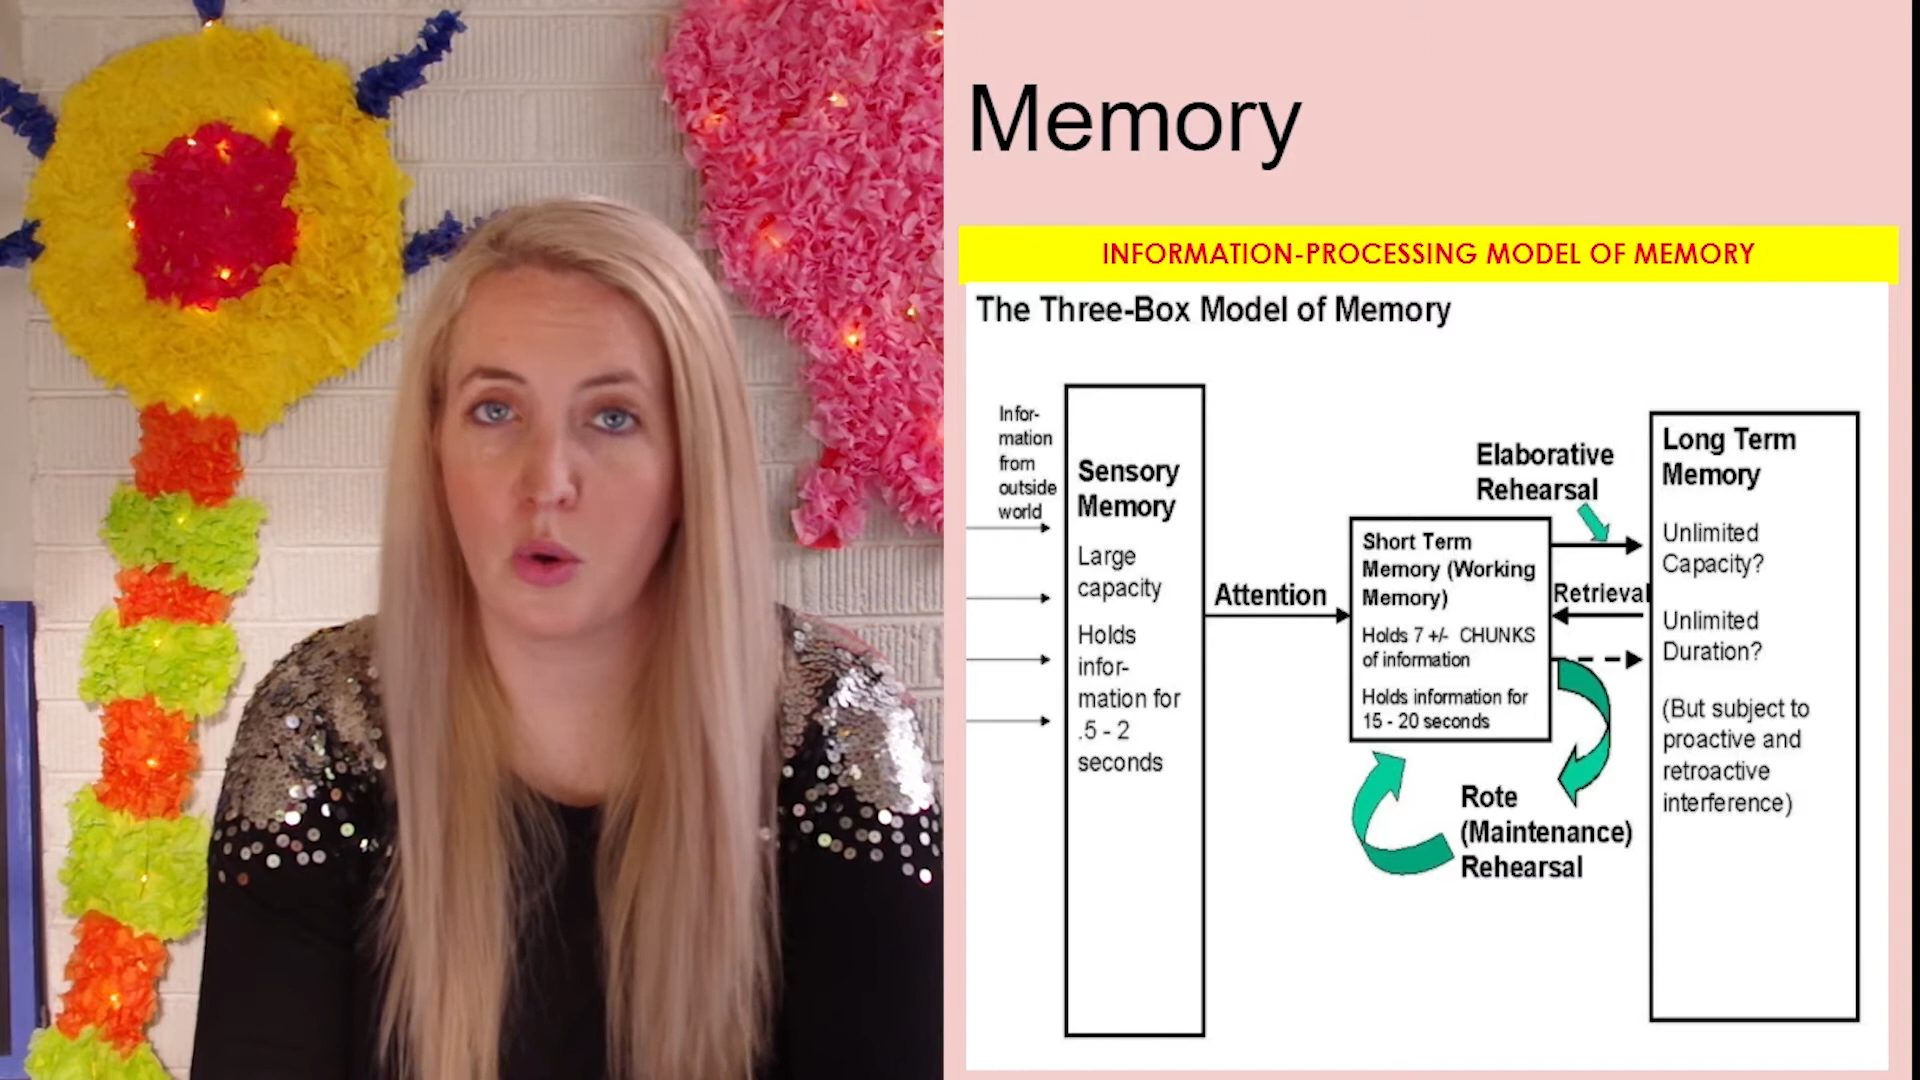 Memory
INFORMATION-PROCESSING MODEL OF MEMORY
The Three-Box Model of Memory
Infor-
mation
from
outside
world
Sensory
Memory
Large
capacity
Holds
infor-
mation for
.5 - 2
seconds
Attention
Short Term
Memory (Working
Memory)
Holds 7 +/- CHUNKS
of information
Holds information for
15 - 20 seconds
Elaborative
Rehearsal
Retrieval
Rote
(Maintenance)
Rehearsal
Long Term
Memory
Unlimited
Capacity?
Unlimited
Duration?
(But subject to
proactive and
retroactive
interference)